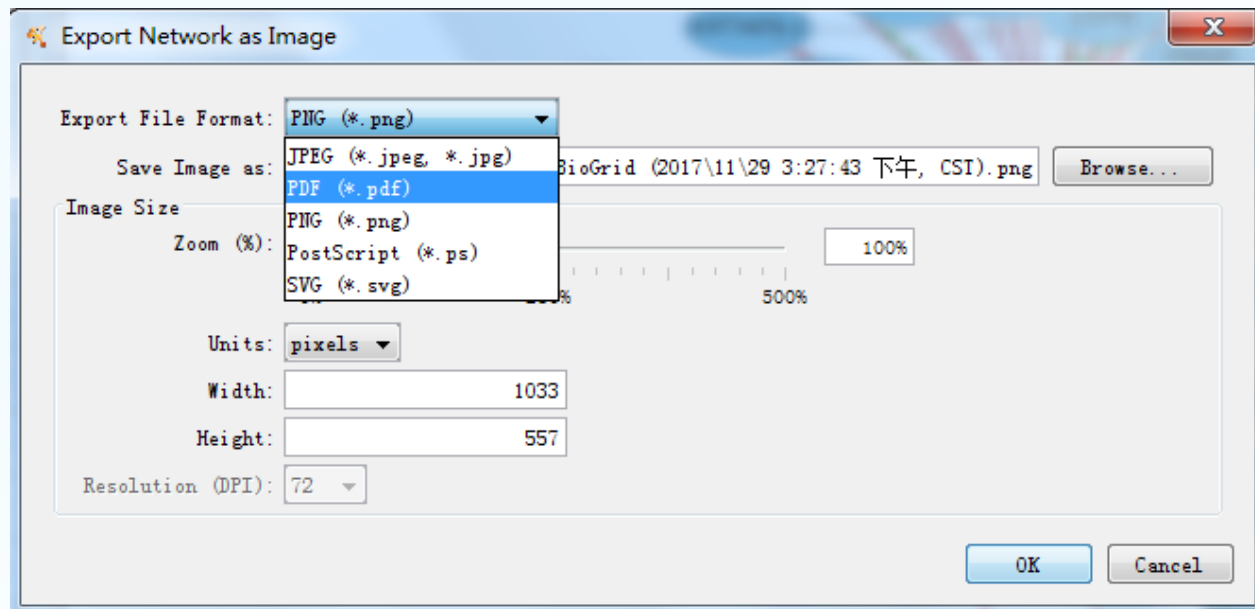 Export Network as Image
Export File Format: PNG (*.png)
JPEG (*.jpeg, *.jpg)
PDF (*.pdf)
PNG (*.png)
PostScript (*.ps)
SVG (*.svg)
Save Image as: BioGrid (2017\11\29 3:27:43 下午, CSI).png Browse...
Image Size
Zoom (%): 100%
500%
Units: pixels
Width: 1033
Height: 557
Resolution (DPI): 72
OK Cancel